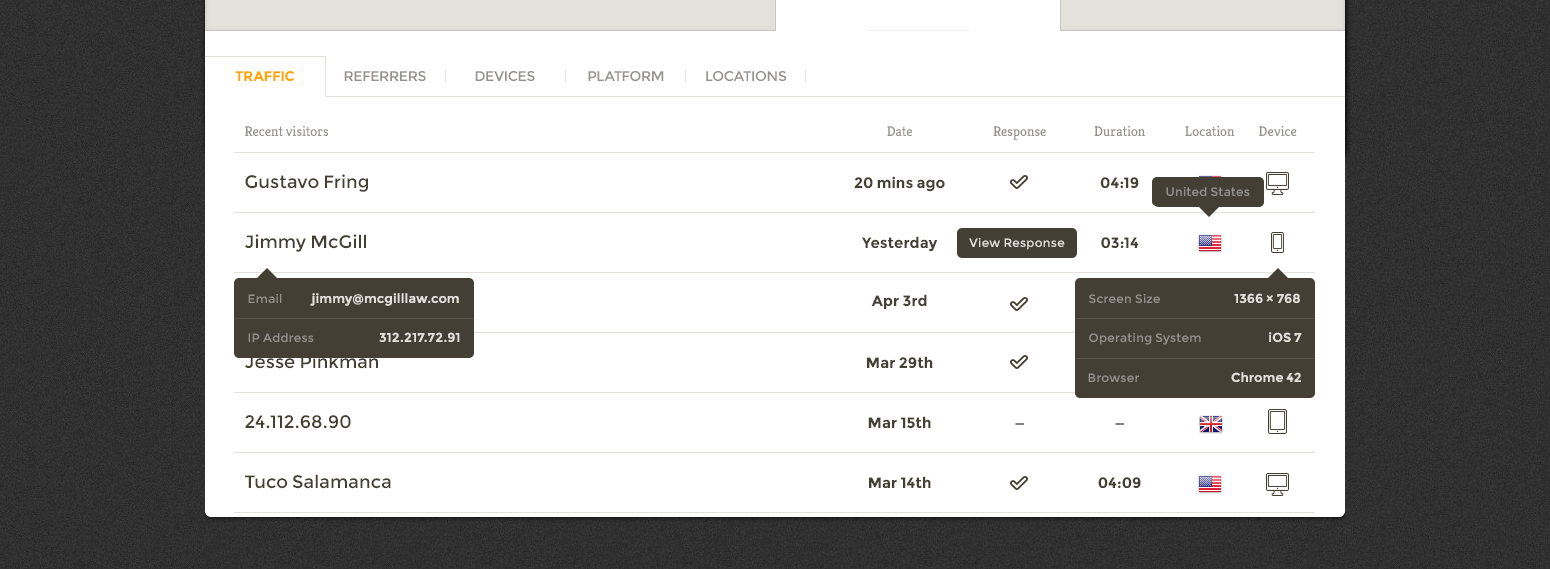 TRAFFIC REFERRERS DEVICES PLATFORM LOCATIONS
Recent visitors Date Response Duration Location Device
Gustavo Fring 20 mins ago 04:19
United States
Jimmy McGill Yesterday View Response 03:14
Email jimmy@mcgilllaw.com Apr 3rd Screen Size 1366 × 768
IP Address 312.217.72.91 Operating System iOS 7
Jesse Pinkman Mar 29th
Browser Chrome 42
24.112.68.90 Mar 15th – –
Tuco Salamanca Mar 14th 04:09